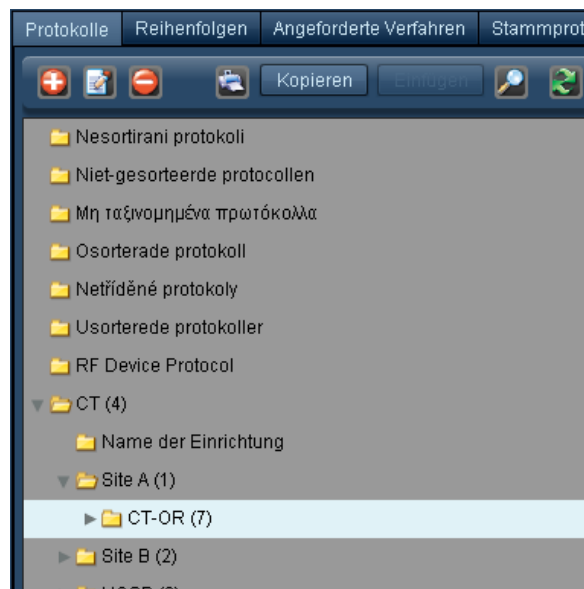 Protokolle Reihenfolgen Angeforderte Verfahren Stammprot
Kopieren Einfügen
Nesortirani protokoli
Niet-gesorteerde protocollen
Μη ταξινομημένα πρωτόκολλα
Osorterade protokoll
Netříděné protokoly
Usorterede protokoller
RF Device Protocol
CT (4)
Name der Einrichtung
Site A (1)
CT-OR (7)
Site B (2)